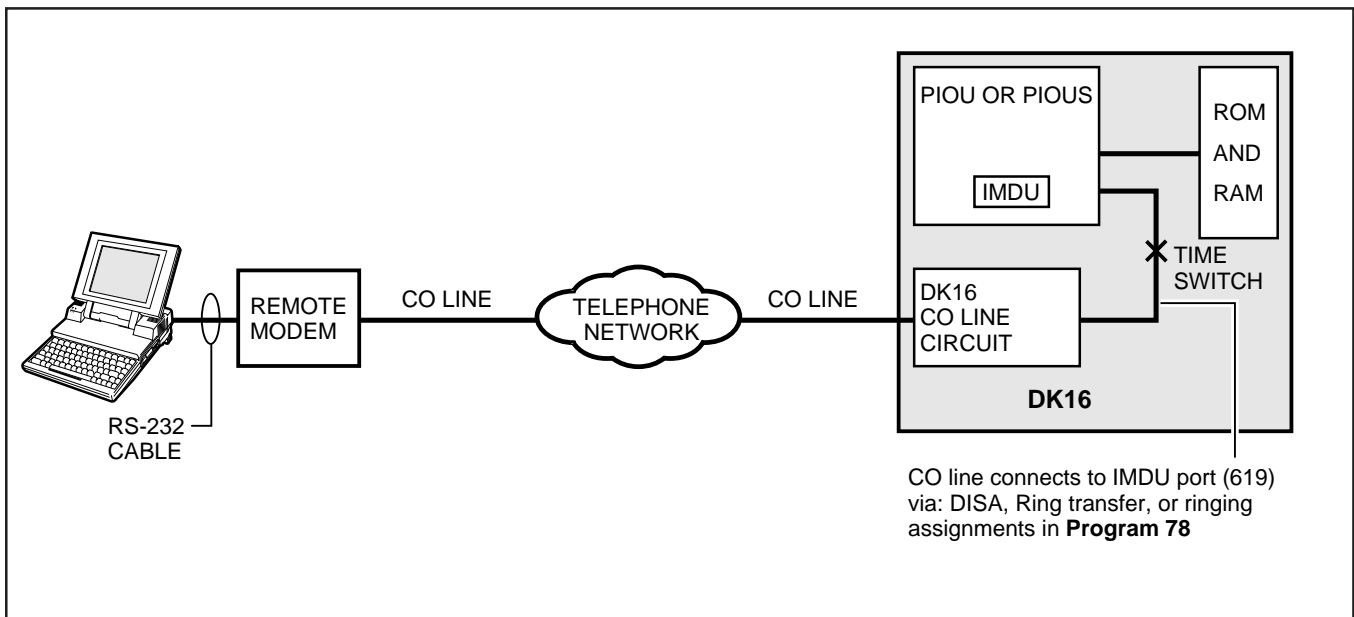 RS-232
CABLE
REMOTE
MODEM
CO LINE
TELEPHONE
NETWORK
CO LINE
PIOU OR PIOUS
IMDU
ROM
AND
RAM
TIME
SWITCH
DK16
CO LINE
CIRCUIT
DK16
CO line connects to IMDU port (619)
via: DISA, Ring transfer, or ringing
assignments in Program 78